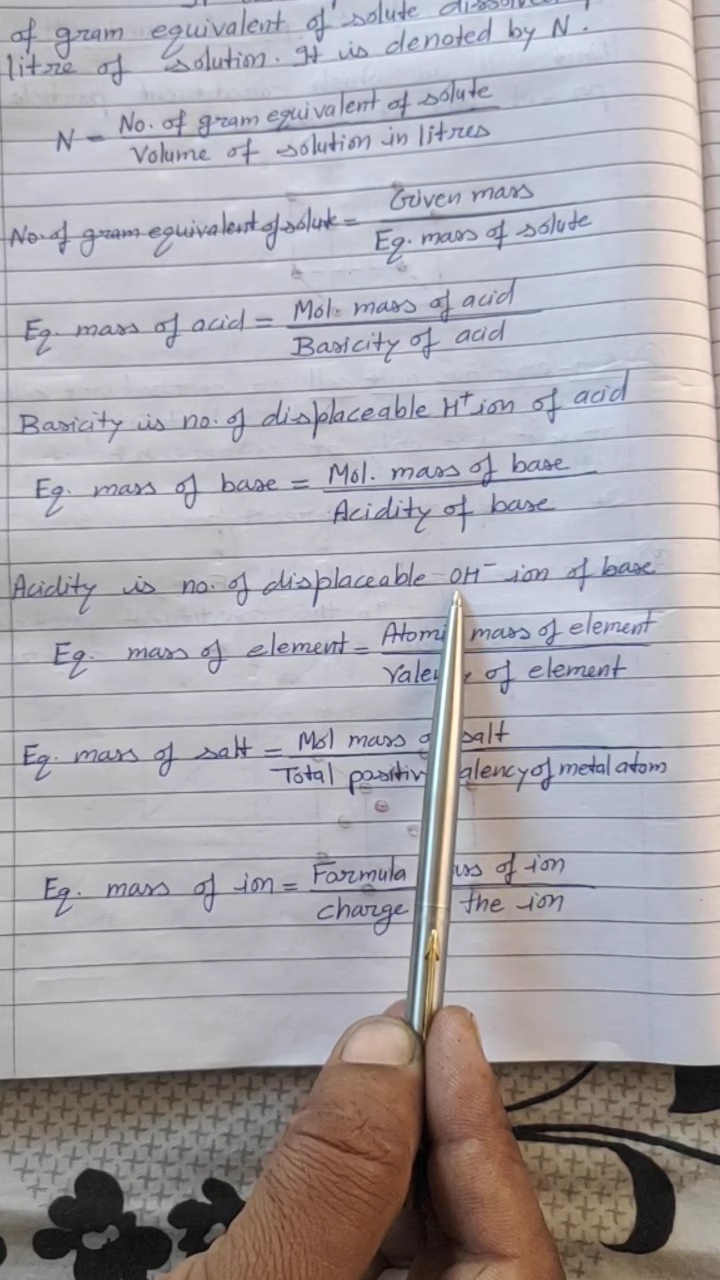 of gram equivalent of solute
litre of solution. It is denoted by N.
N = No. of gram equivalent of solute
Volume of solution in litres
No. of gram equivalent of solute = Given mass
Eq. mass of solute
Eq. mass of acid = Mol. mass of acid
Basicity of acid
Basicity is no. of displaceable H⁺ ion of acid
Eq. mass of base = Mol. mass of base
Acidity of base
Acidity is no. of displaceable OH⁻ ion of base
Eq. mass of element = Atomi mass of element
Vale of element
Eq. mass of salt = Mol mass o salt
Total positiv alency of metal atom
Eq. mass of ion = Formula ss of ion
charge the ion